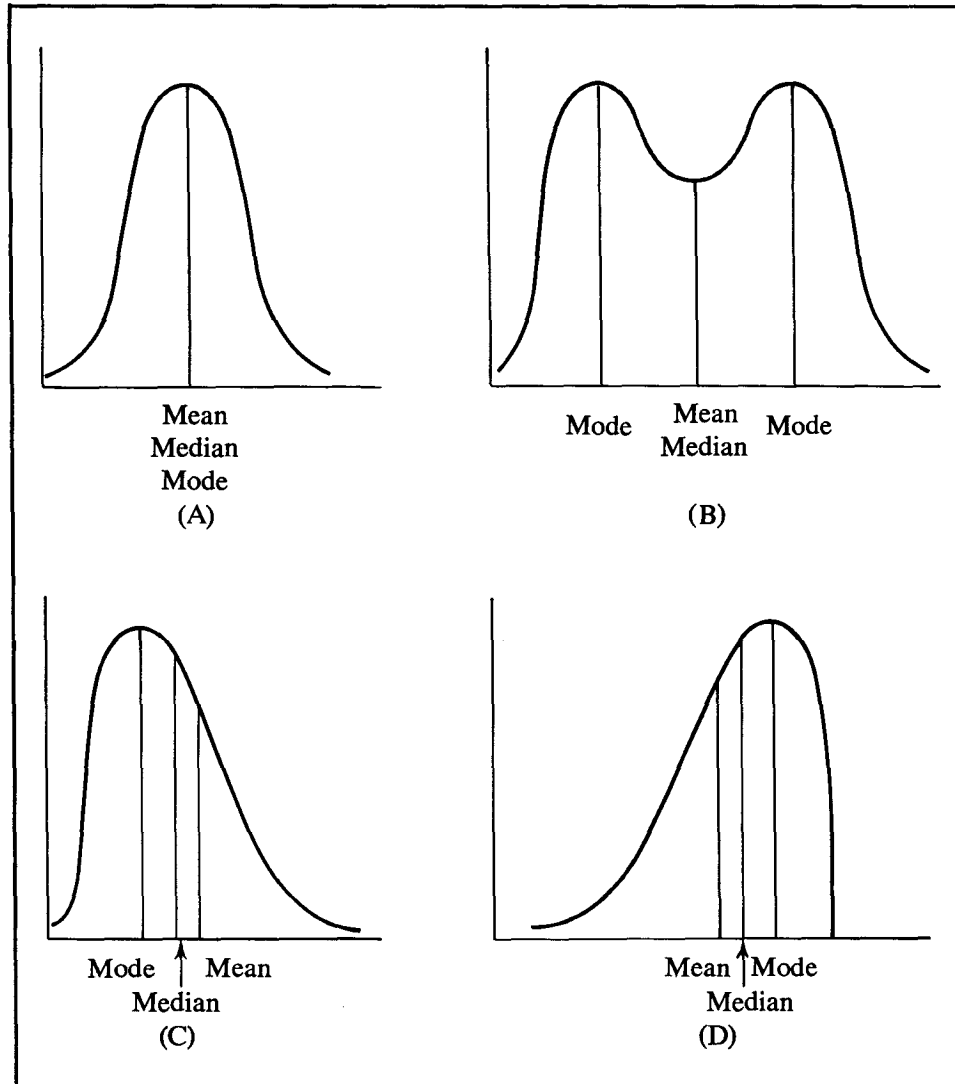 Mean
Median
Mode
(A)
Mode Mean Mode
Median
(B)
Mode Mean
Median
(C)
Mean Mode
Median
(D)